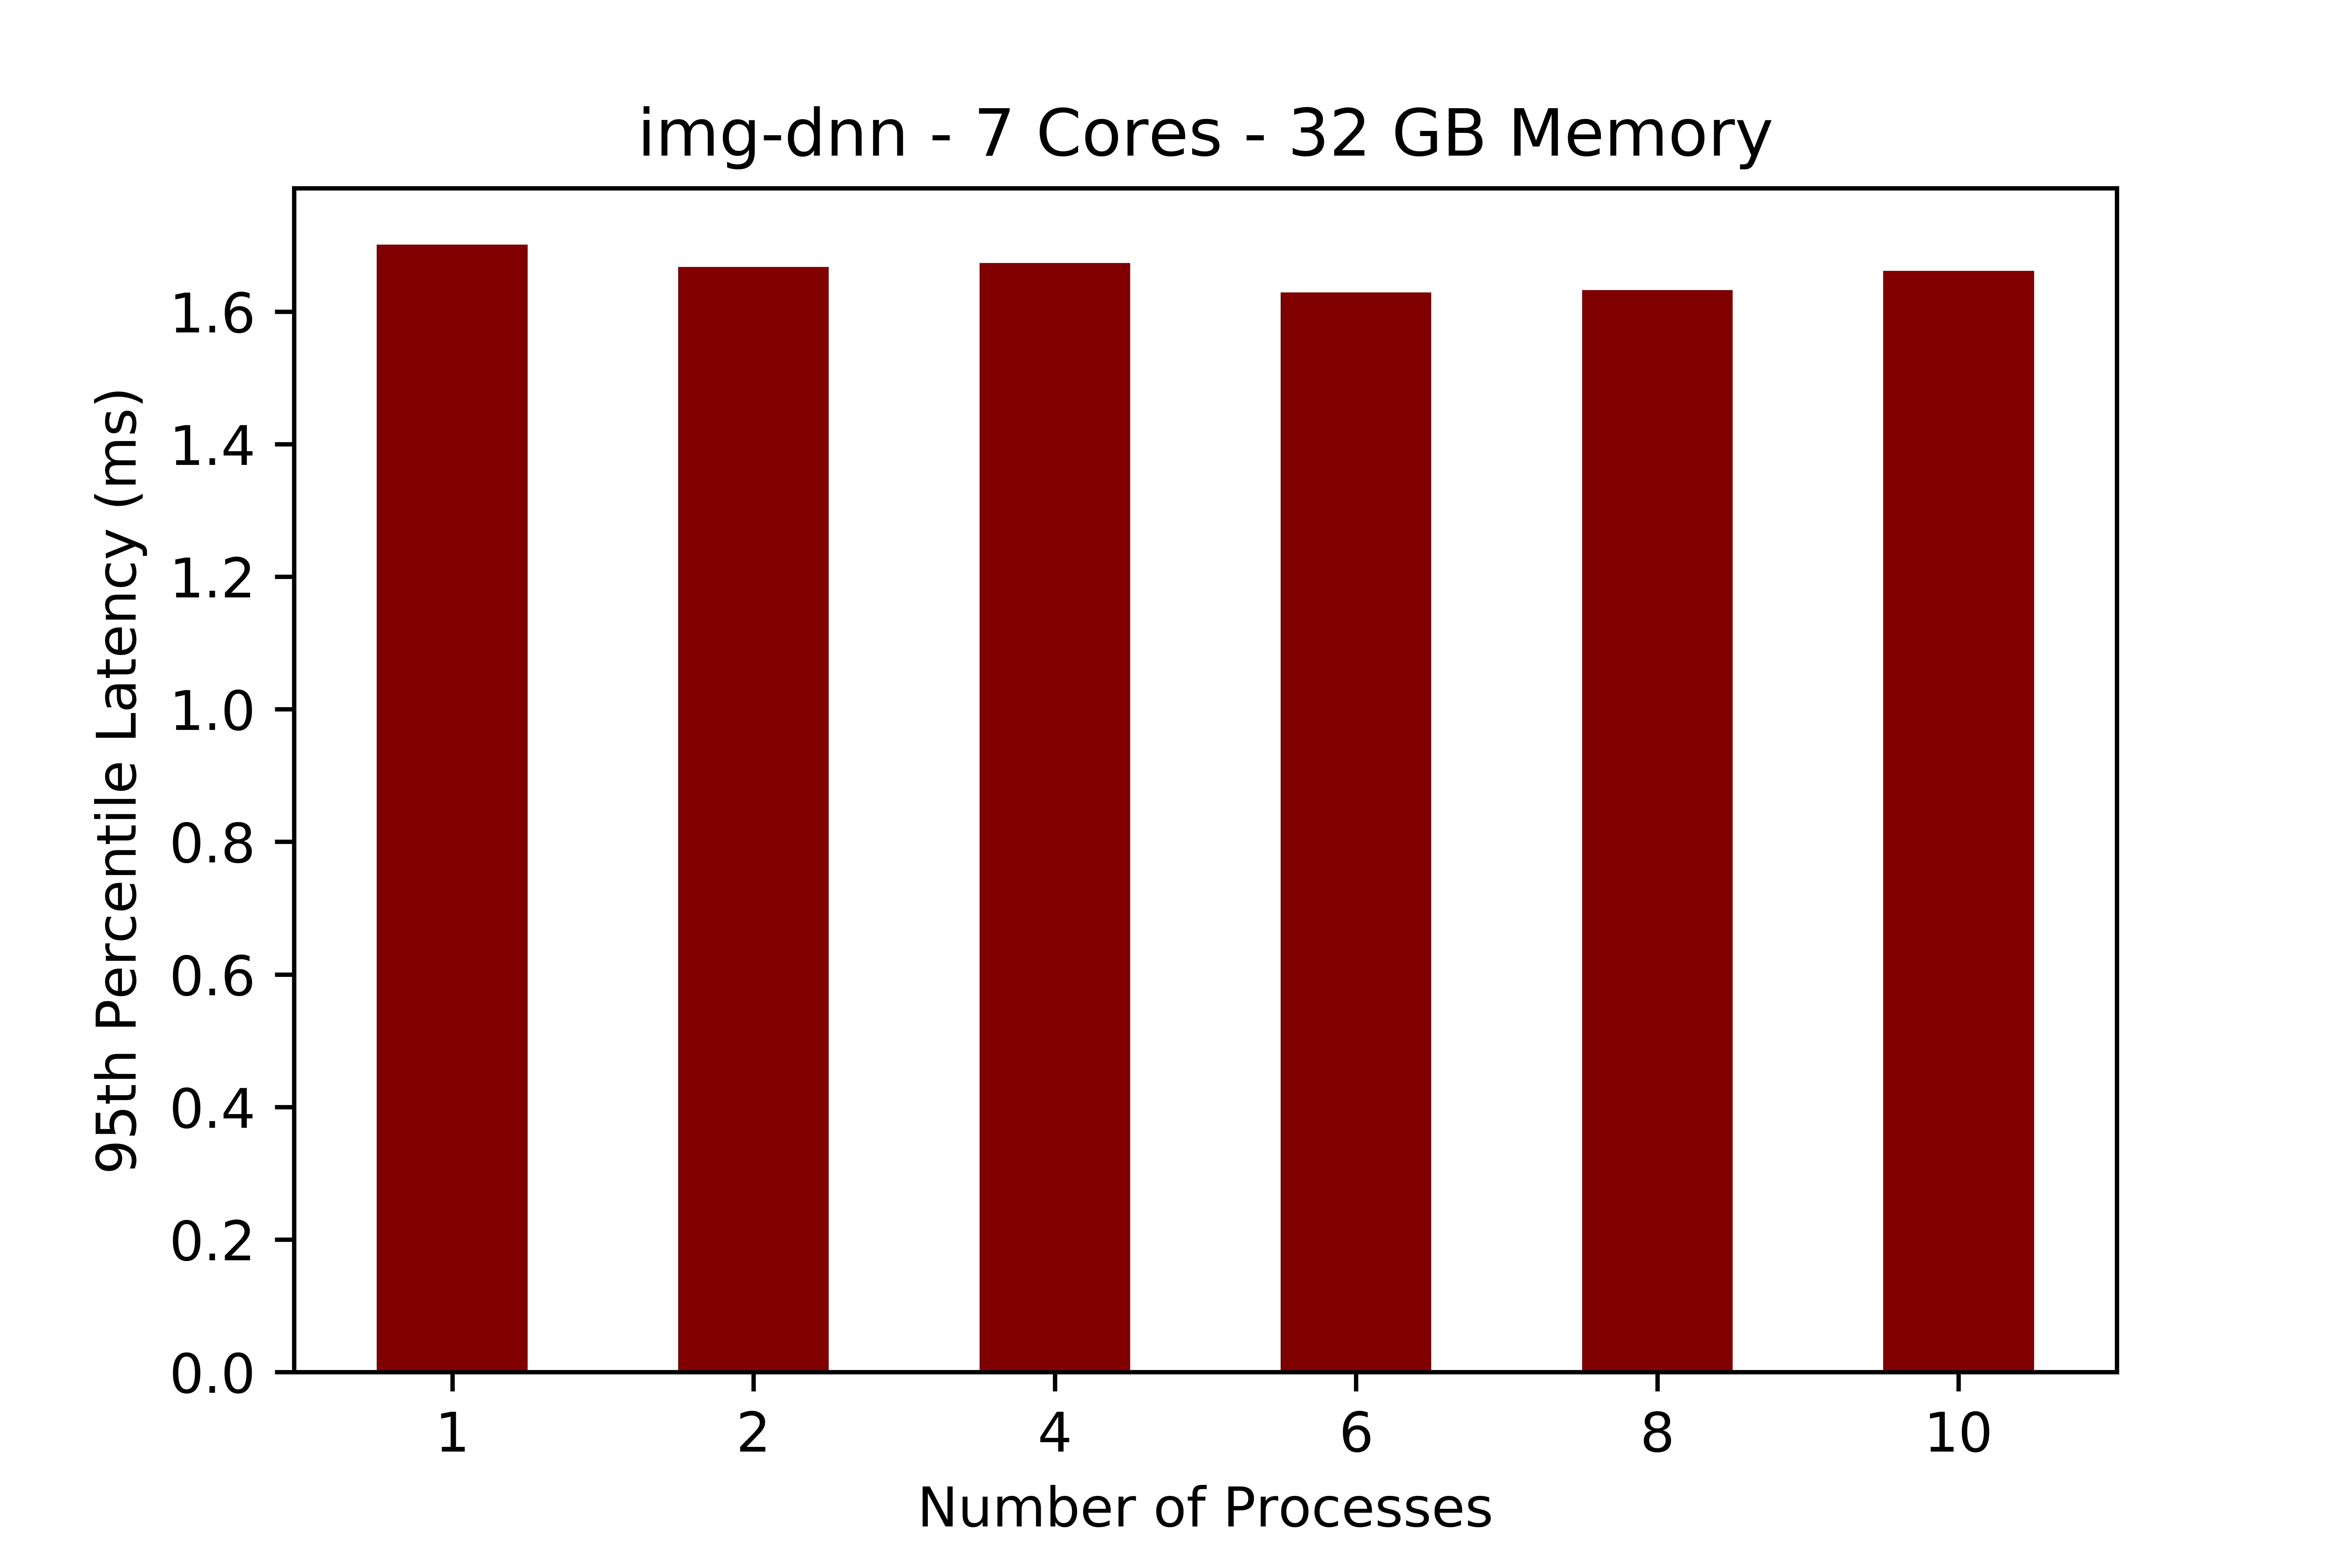 img-dnn - 7 Cores - 32 GB Memory
95th Percentile Latency (ms)
1.6
1.4
1.2
1.0
0.8
0.6
0.4
0.2
0.0
1 2 4 6 8 10
Number of Processes